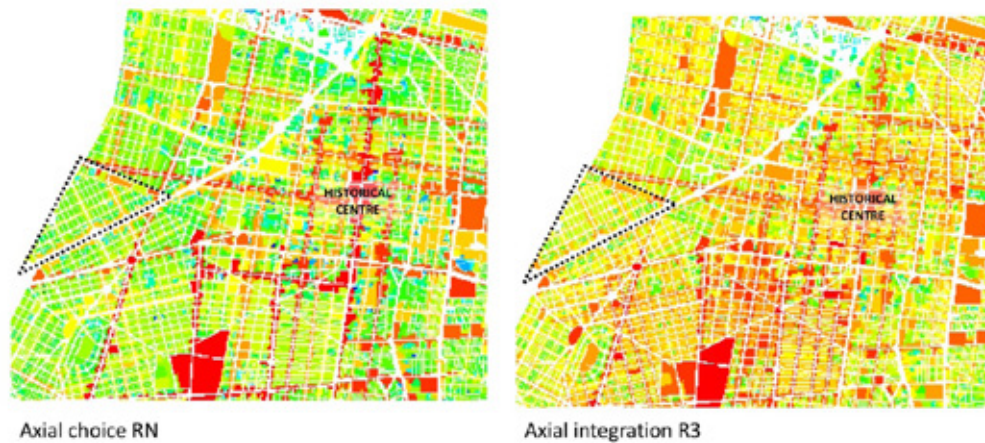 HISTORICAL
CENTRE
HISTORICAL
CENTRE
Axial choice RN
Axial integration R3